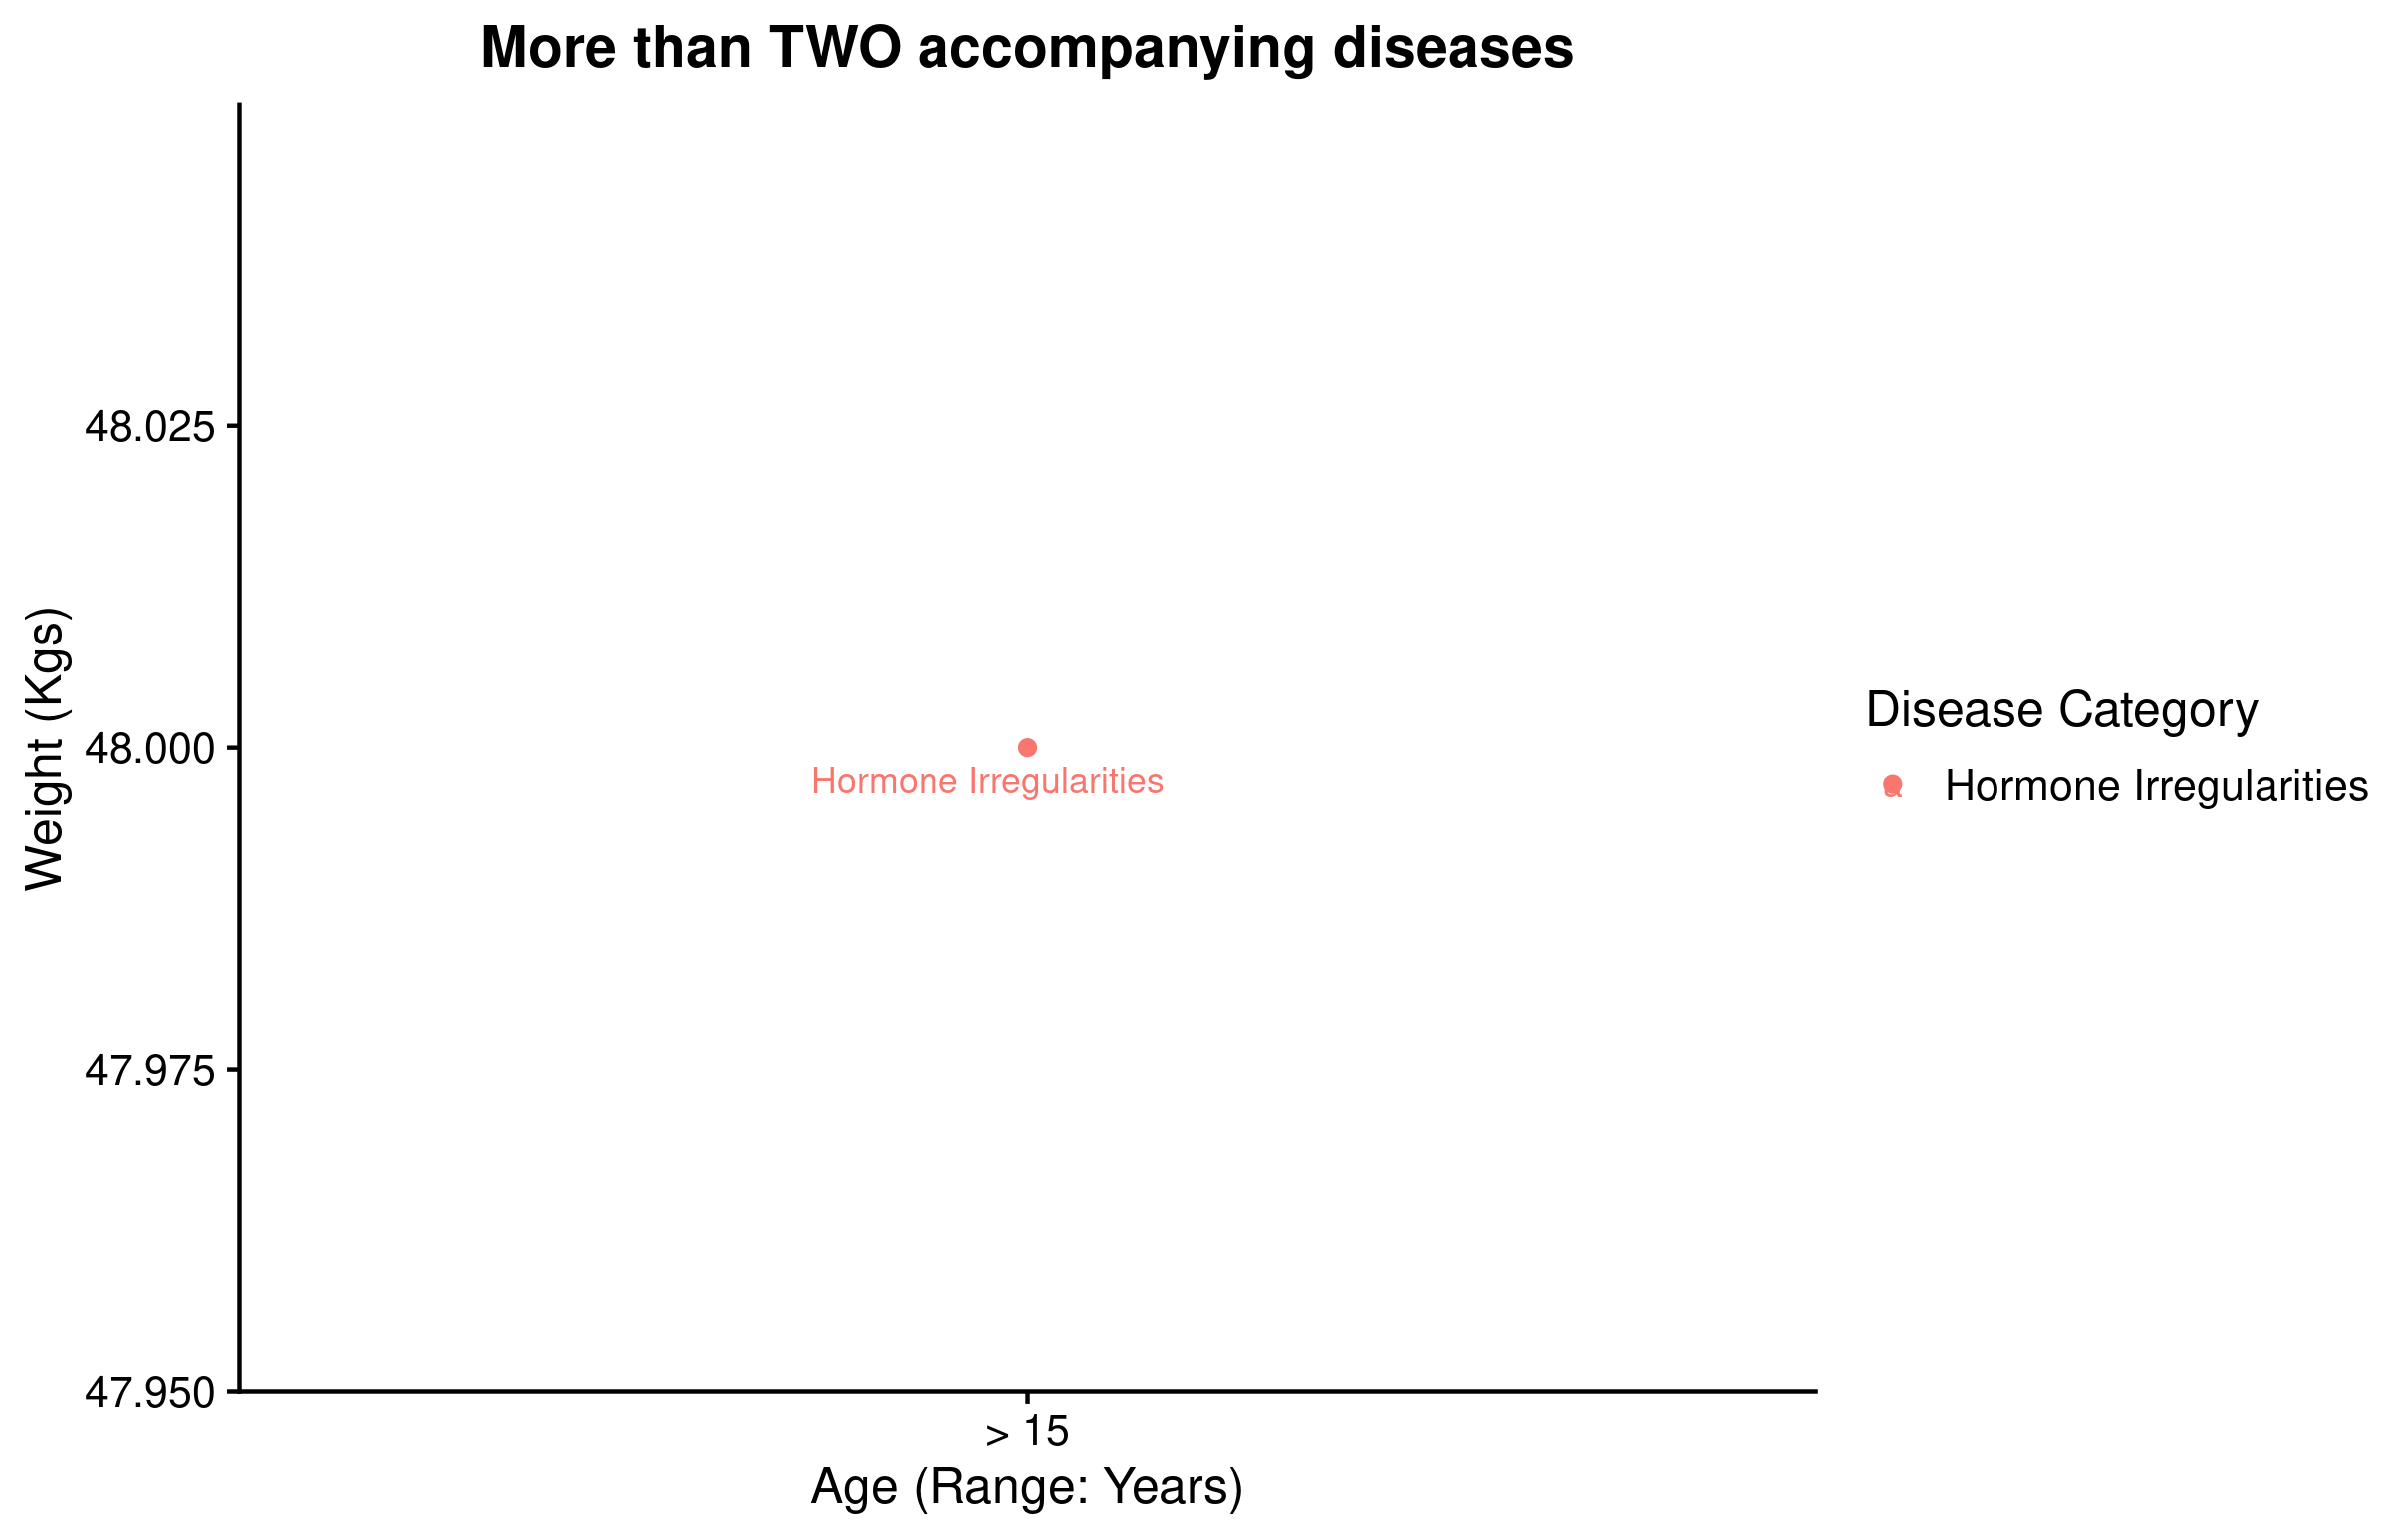 More than TWO accompanying diseases
Weight (Kgs)
48.025
48.000
47.975
47.950
Hormone Irregularities
> 15
Age (Range: Years)
Disease Category
a
Hormone Irregularities